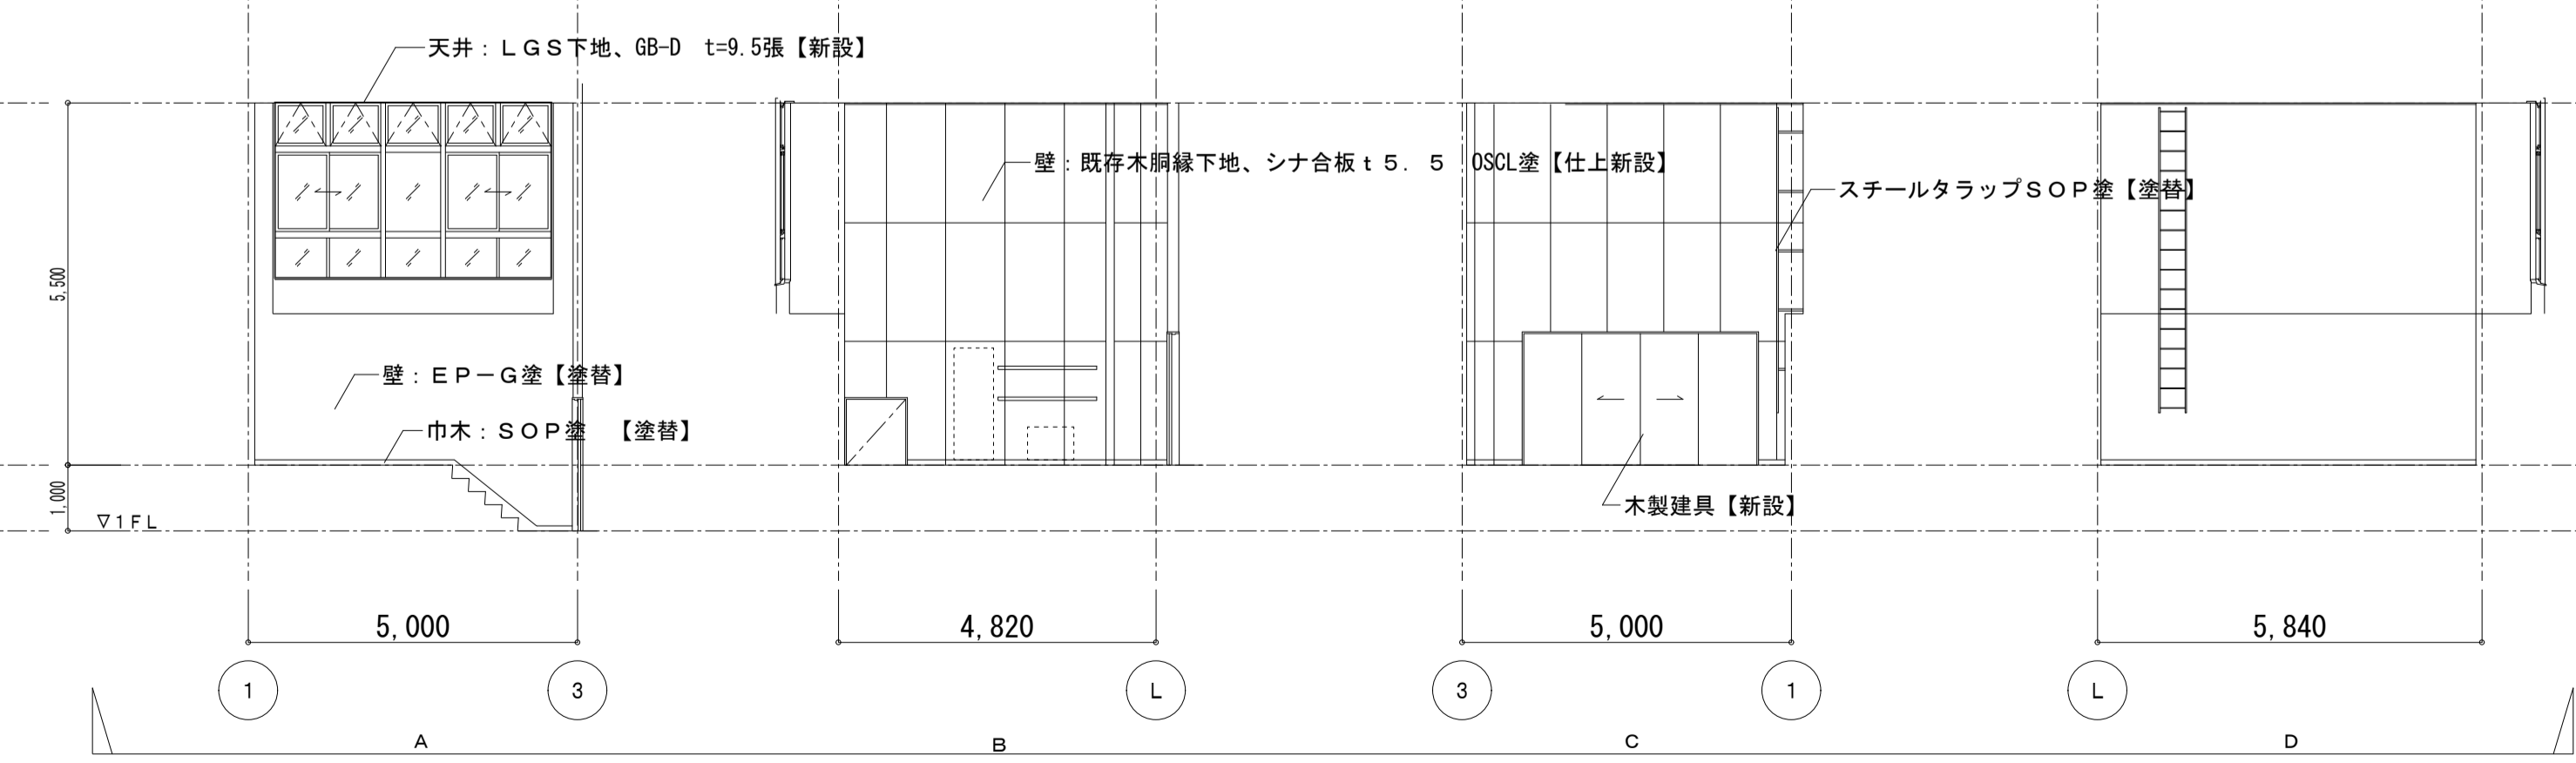 天井：ＬＧＳ下地、GB-D　t=9.5張【新設】
壁：既存木胴縁下地、シナ合板ｔ５．５　OSCL塗【仕上新設】
スチールタラップＳＯＰ塗【塗替】
5,500
壁：ＥＰ－Ｇ塗【塗替】
巾木：ＳＯＰ塗　【塗替】
1,000
▽１ＦＬ
木製建具【新設】
5,000
4,820
5,000
5,840
1
3
L
3
1
L
A
B
C
D